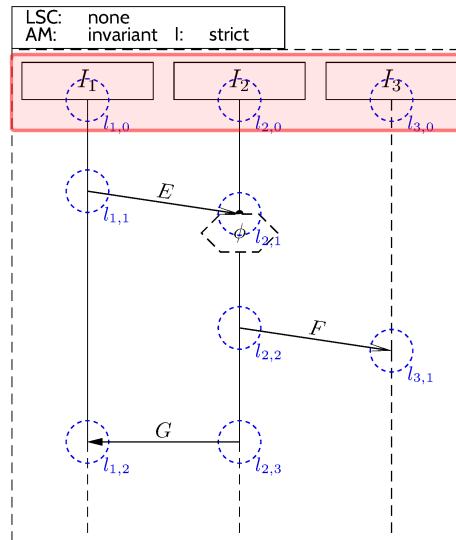 LSC: none
AM: invariant I: strict
I₁ I₂ I₃
l₁,₀ l₂,₀ l₃,₀
E
l₁,₁ l₂,₁
ϕ
F
l₂,₂ l₃,₁
G
l₁,₂ l₂,₃